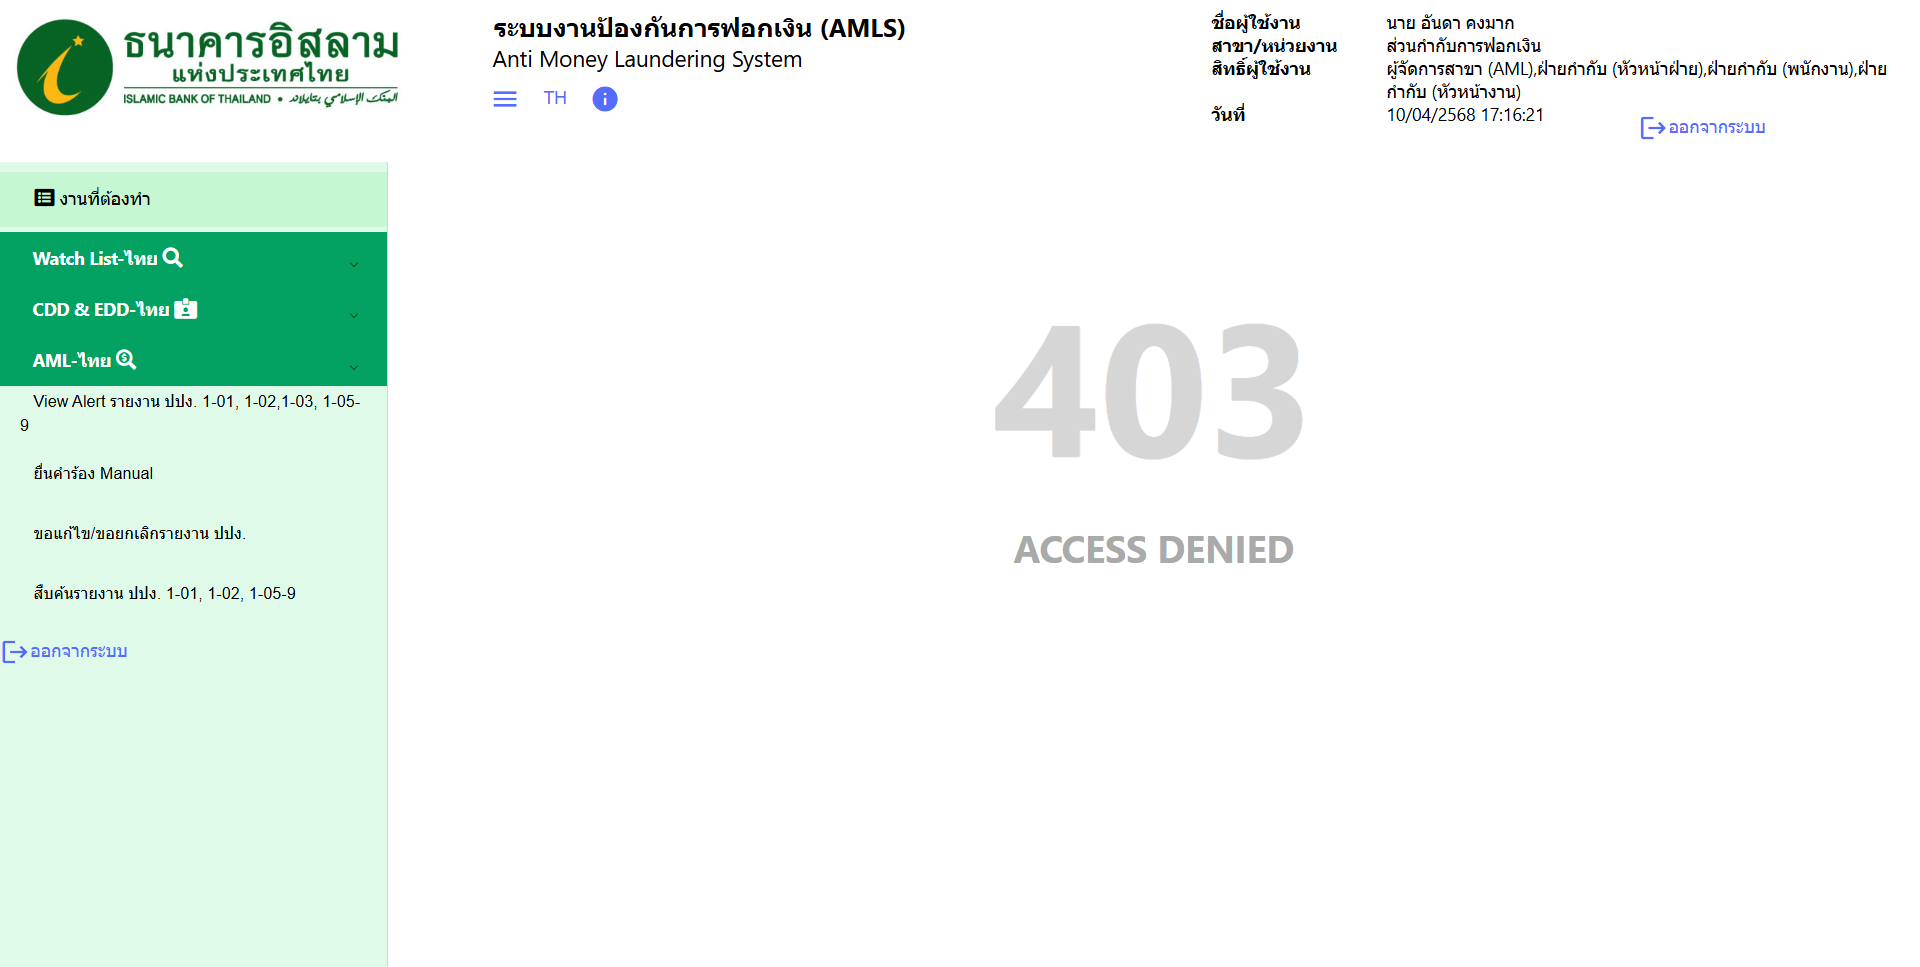 ธนาคารอิสลาม
แห่งประเทศไทย
ISLAMIC BANK OF THAILAND • البنك الإسلامي بتايلاند
ระบบงานป้องกันการฟอกเงิน (AMLS)
Anti Money Laundering System
TH
ชื่อผู้ใช้งาน นาย อันดา คงมาก
สาขา/หน่วยงาน ส่วนกำกับการฟอกเงิน
สิทธิ์ผู้ใช้งาน ผู้จัดการสาขา (AML),ฝ่ายกำกับ (หัวหน้าฝ่าย),ฝ่ายกำกับ (พนักงาน),ฝ่าย
กำกับ (หัวหน้างาน)
วันที่ 10/04/2568 17:16:21
ออกจากระบบ
งานที่ต้องทำ
Watch List-ไทย
CDD & EDD-ไทย
AML-ไทย
View Alert รายงาน ปปง. 1-01, 1-02,1-03, 1-05-
9
ยื่นคำร้อง Manual
ขอแก้ไข/ขอยกเลิกรายงาน ปปง.
สืบค้นรายงาน ปปง. 1-01, 1-02, 1-05-9
ออกจากระบบ
403
ACCESS DENIED